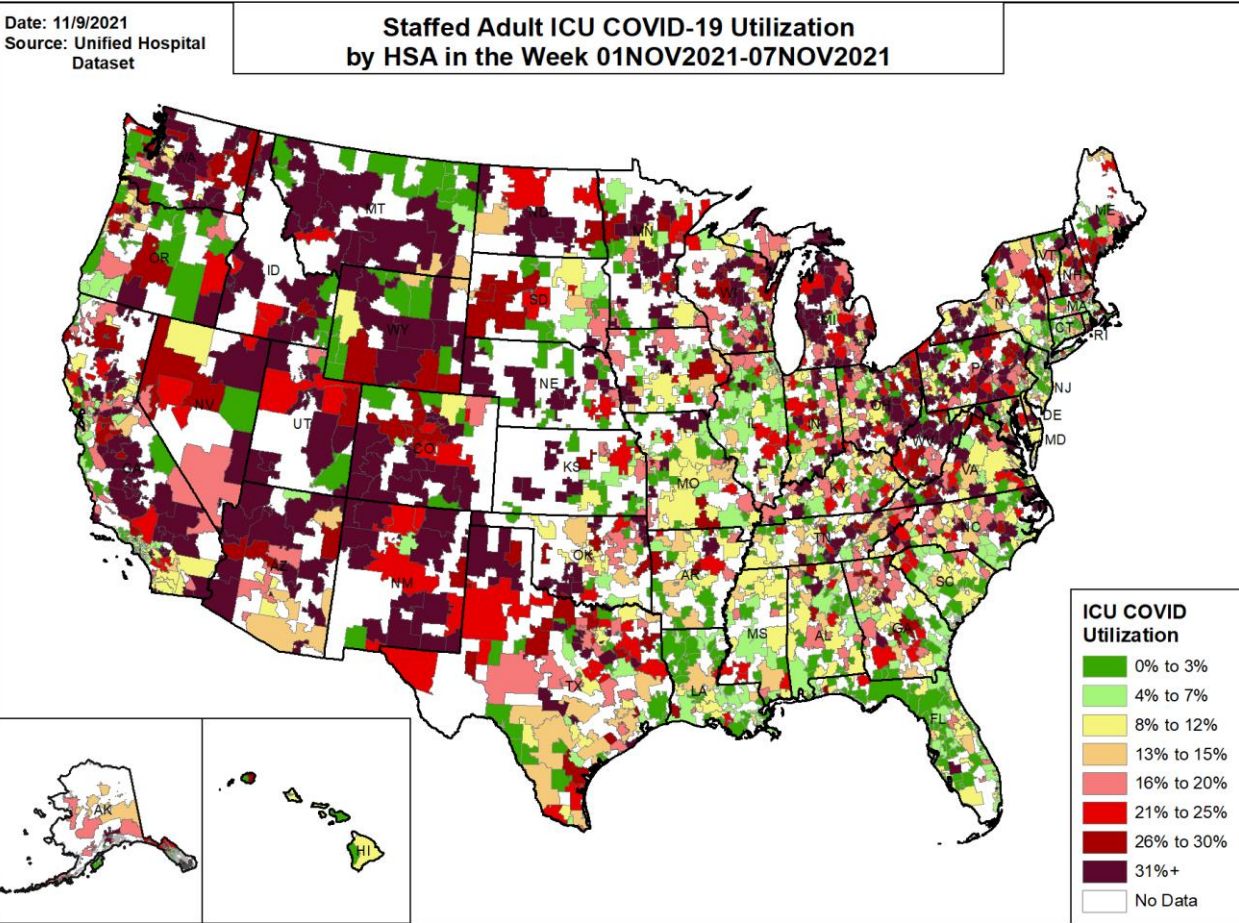 Date: 11/9/2021
Source: Unified Hospital
Dataset
Staffed Adult ICU COVID-19 Utilization
by HSA in the Week 01NOV2021-07NOV2021
WA
MT
ND
MN
ME
OR
ID
SD
WI
MI
VT
NH
NY
MA
CT
RI
WY
NE
PA
NJ
NV
UT
CO
IL
IN
OH
DE
MD
WV
VA
CA
KS
MO
KY
AZ
NM
OK
AR
TN
NC
SC
MS
AL
GA
TX
LA
FL
AK
HI
ICU COVID
Utilization
0% to 3%
4% to 7%
8% to 12%
13% to 15%
16% to 20%
21% to 25%
26% to 30%
31%+
No Data